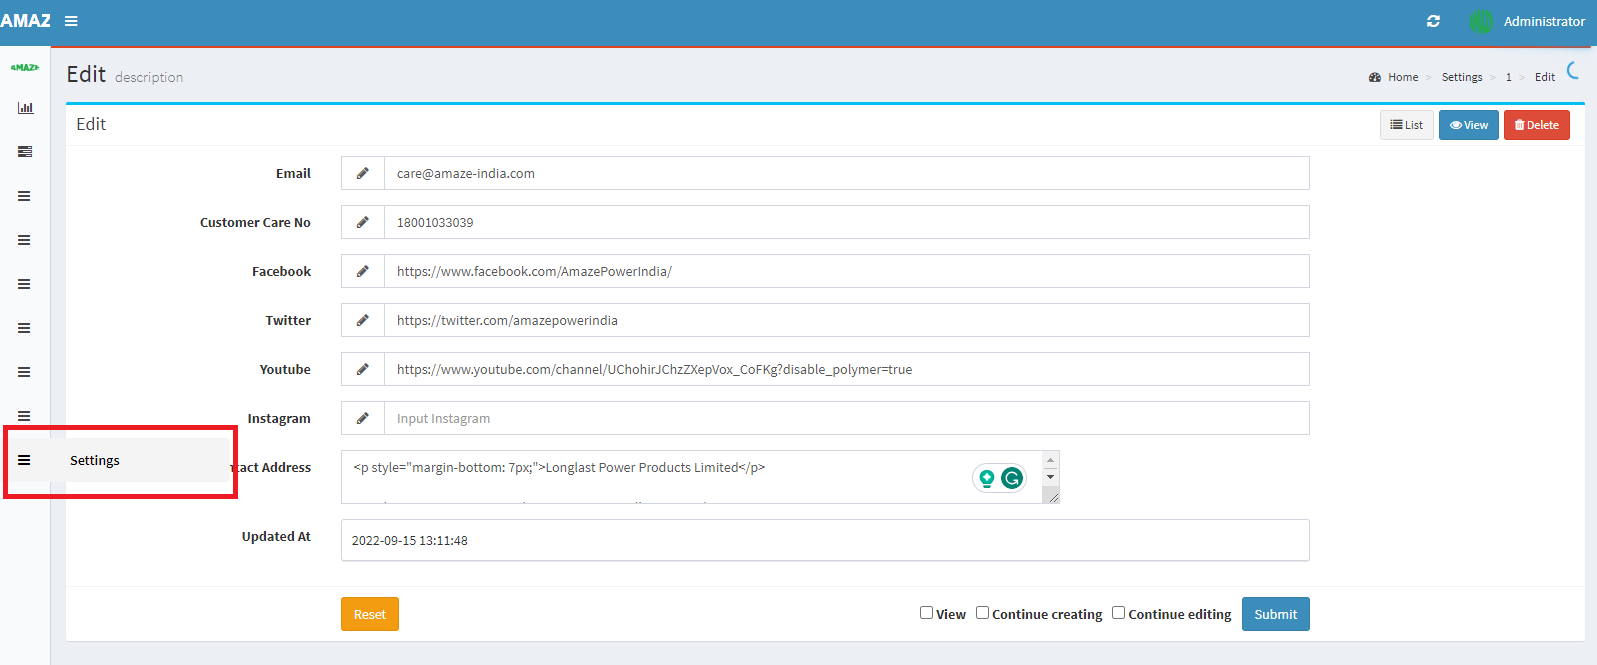 AMAZ
Administrator
AMAZE
Edit description
Home > Settings > 1 > Edit
Edit
List View Delete
Email care@amaze-india.com
Customer Care No 18001033039
Facebook https://www.facebook.com/AmazePowerIndia/
Twitter https://twitter.com/amazepowerindia
Youtube https://www.youtube.com/channel/UChohirJChzZXepVox_CoFKg?disable_polymer=true
Instagram Input Instagram
Settings
Address <p style="margin-bottom: 7px;">Longlast Power Products Limited</p>
Updated At 2022-09-15 13:11:48
Reset View Continue creating Continue editing Submit